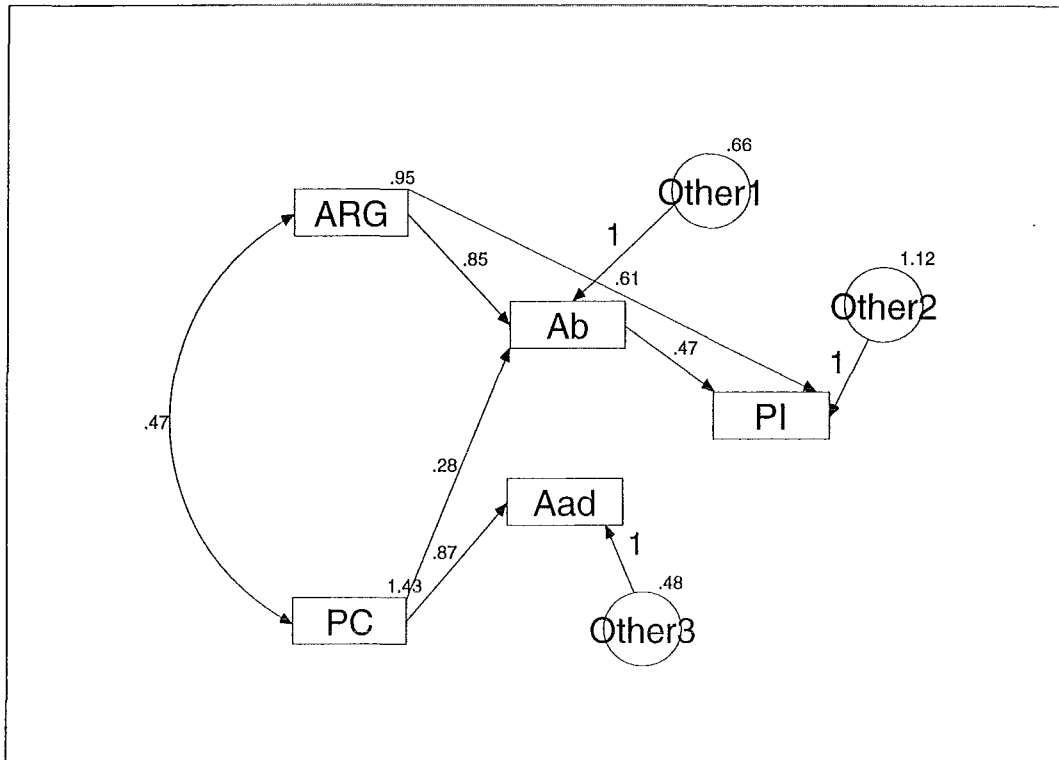 .66
Other1
.95
ARG
1
.85
.61
1.12
Other2
Ab
.47
1
PI
.47
.28
Aad
.87
1
1.43
PC
.48
Other3